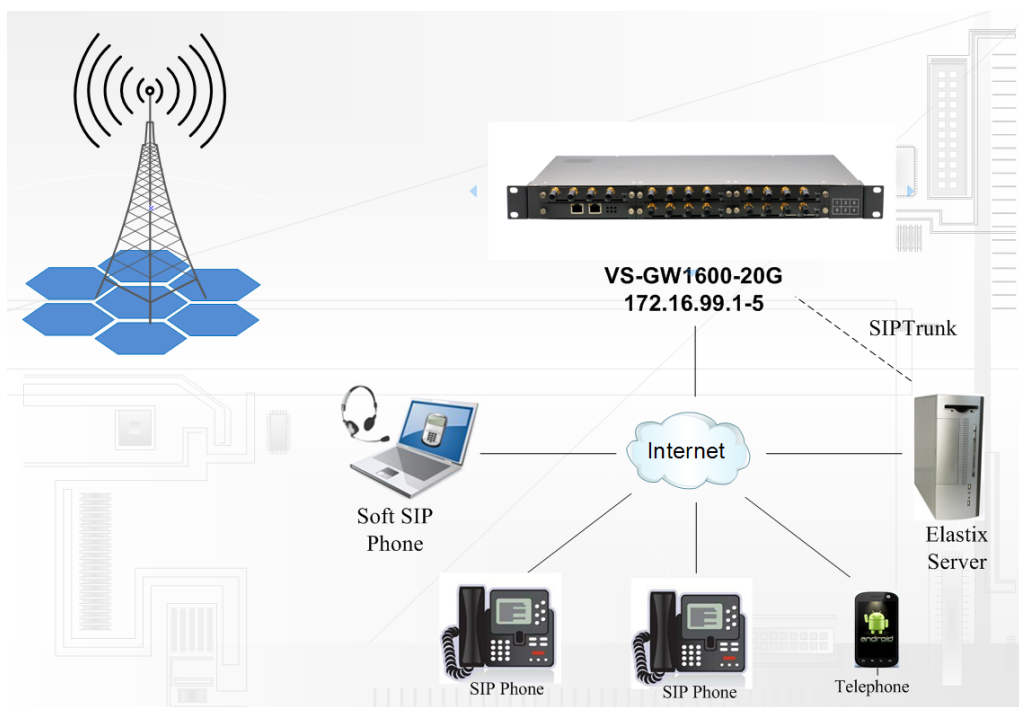 VS-GW1600-20G
172.16.99.1-5
SIPTrunk
Internet
Soft SIP
Phone
Elastix
Server
android
SIP Phone
SIP Phone
Telephone